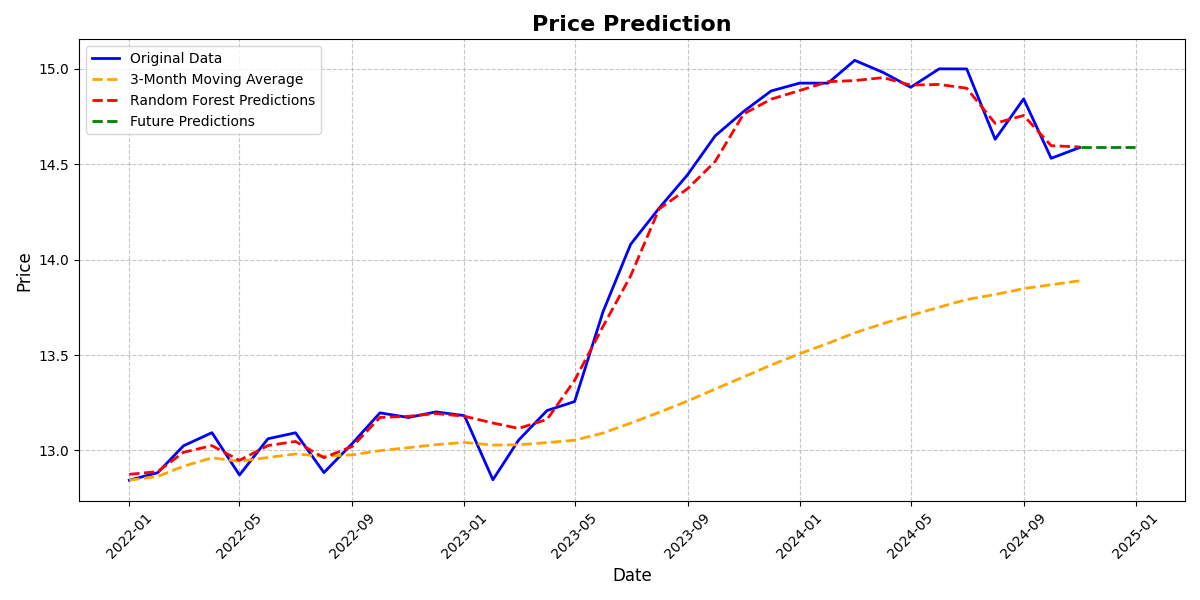 Price Prediction
Original Data
3-Month Moving Average
Random Forest Predictions
Future Predictions
Price
15.0
14.5
14.0
13.5
13.0
2022-01
2022-05
2022-09
2023-01
2023-05
2023-09
2024-01
2024-05
2024-09
2025-01
Date